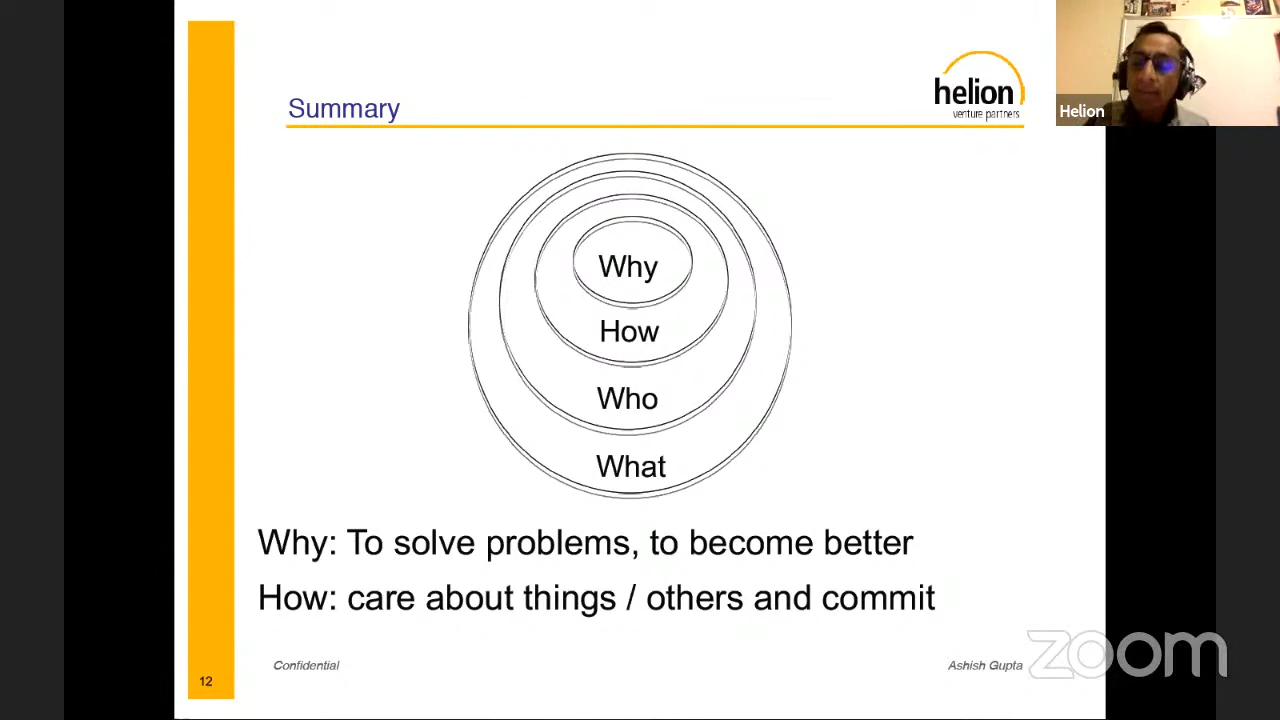 Summary
helion
venture partners
Helion
Why
How
Who
What
Why: To solve problems, to become better
How: care about things / others and commit
Confidential
Ashish Gupta
zoom
12